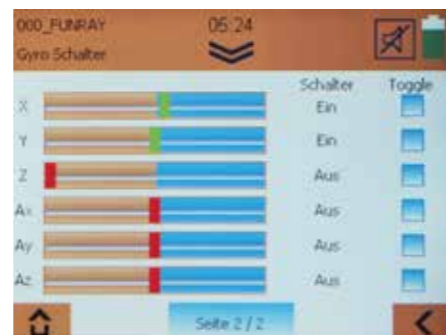 000_FUNRAY 05:24
Gyro Schalter
Schalter Toggle
X Ein
Y Ein
Z Aus
Ax Aus
Ay Aus
Az Aus
Seite 2 / 2